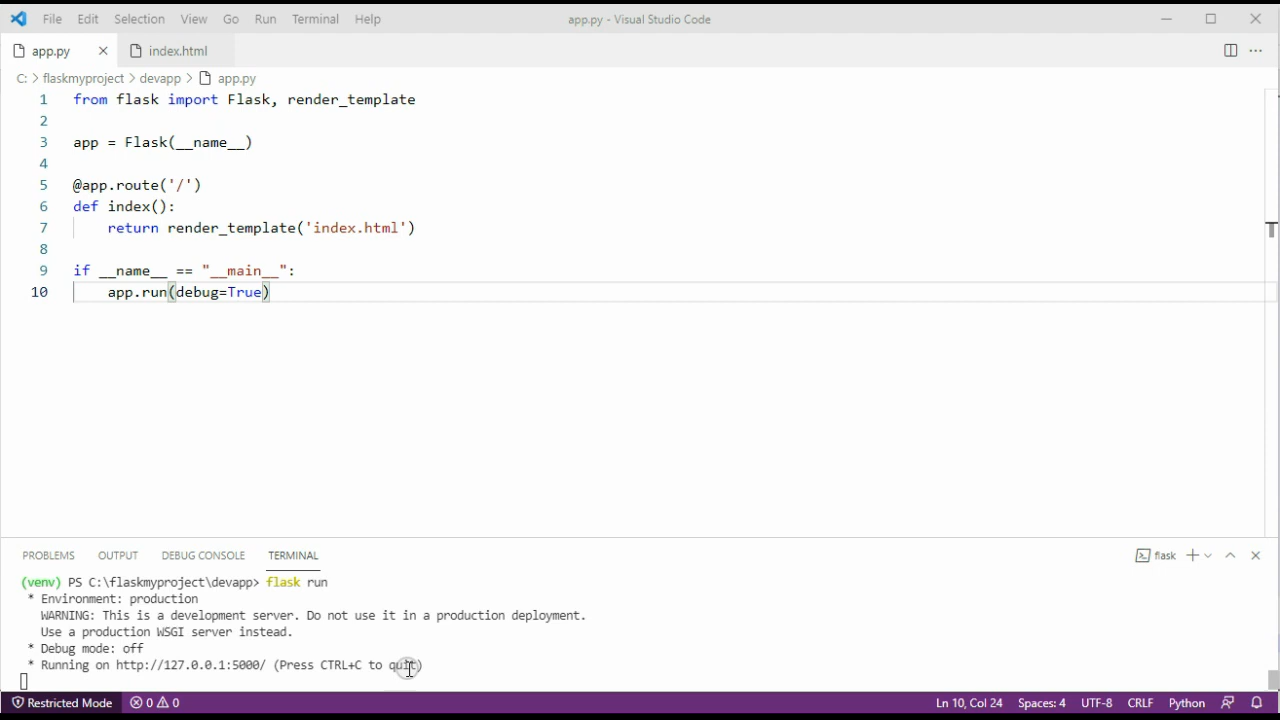 File Edit Selection View Go Run Terminal Help app.py - Visual Studio Code
app.py index.html
C: > flaskmyproject > devapp > app.py
1 from flask import Flask, render_template
2
3 app = Flask(__name__)
4
5 @app.route('/')
6 def index():
7 return render_template('index.html')
8
9 if __name__ == "__main__":
10 app.run(debug=True)
PROBLEMS OUTPUT DEBUG CONSOLE TERMINAL flask
(venv) PS C:\flaskmyproject\devapp> flask run
* Environment: production
WARNING: This is a development server. Do not use it in a production deployment.
Use a production WSGI server instead.
* Debug mode: off
* Running on http://127.0.0.1:5000/ (Press CTRL+C to quit)
Restricted Mode 0 0 Ln 10, Col 24 Spaces: 4 UTF-8 CRLF Python